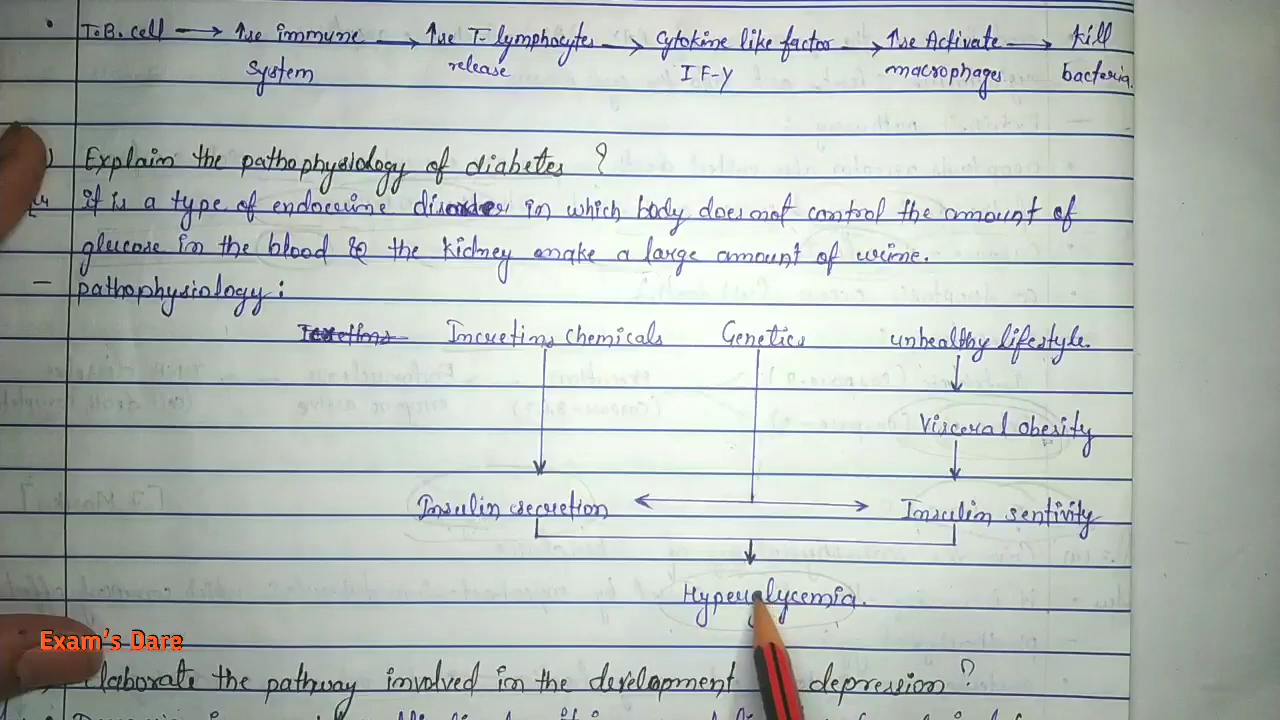 • T.B. cell → ↑se immune → ↑se T-lymphocytes → Cytokine like factor → ↑se Activate → kill
system release IF-γ macrophages bacteria.
) Explain the pathophysiology of diabetes ?
It is a type of endocrine disorder in which body does not control the amount of
glucose in the blood & the kidney make a large amount of urine.
– pathophysiology :
Incretins chemicals Genetics unhealthy lifestyle.
Visceral obesity
Insulin secretion Insulin sentivity
Hyperglycemia.
Exam's Dare
Elaborate the pathway involved in the development depression ?